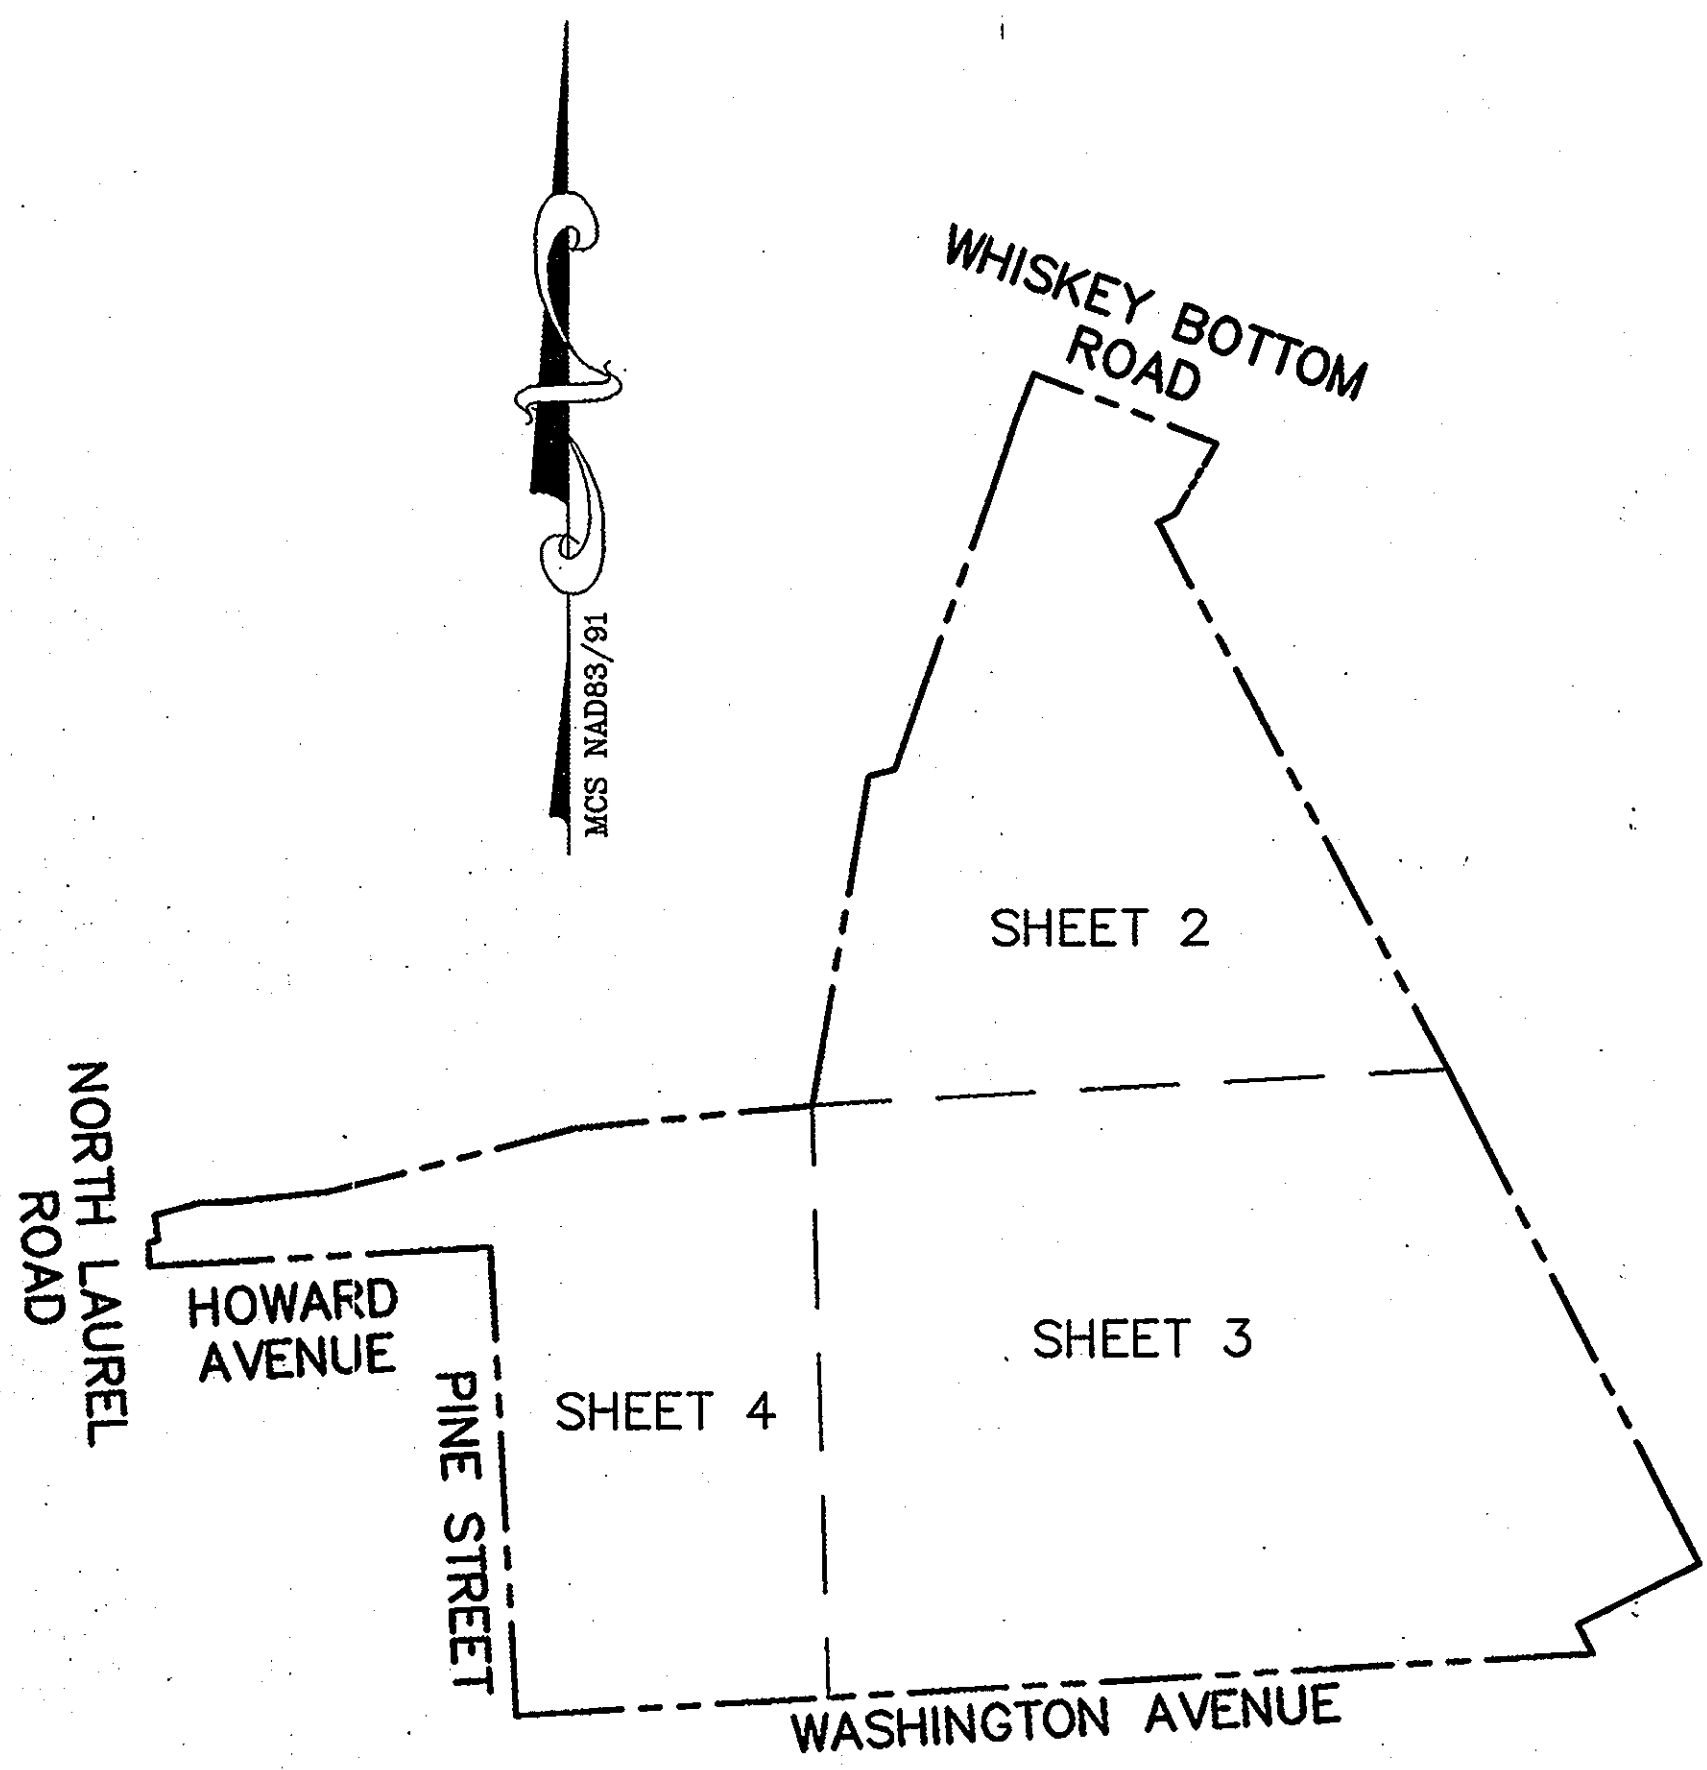 WHISKEY BOTTOM
ROAD
MCS NAD83/91
SHEET 2
NORTH LAUREL
ROAD
HOWARD
AVENUE
SHEET 3
PINE STREET
SHEET 4
WASHINGTON AVENUE